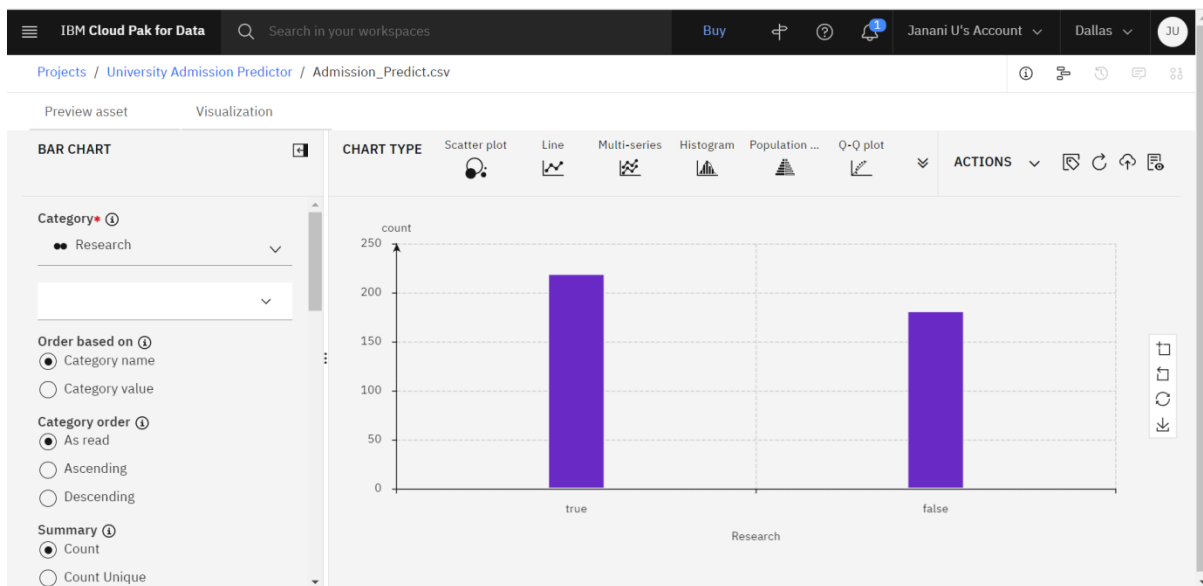 IBM Cloud Pak for Data
Search in your workspaces
Buy
1
Janani U's Account
Dallas
JU
Projects / University Admission Predictor / Admission_Predict.csv
Preview asset
Visualization
BAR CHART
CHART TYPE
Scatter plot
Line
Multi-series
Histogram
Population ...
Q-Q plot
ACTIONS
Category*
Research
Order based on
Category name
Category value
Category order
As read
Ascending
Descending
Summary
Count
Count Unique
count
250
200
150
100
50
0
true
false
Research